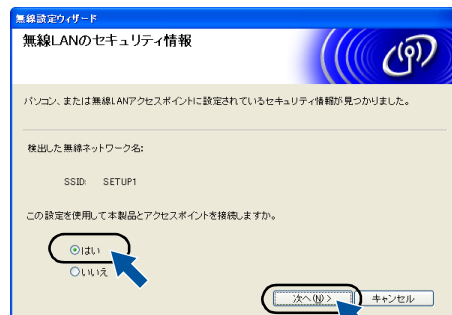 無線設定ウィザード
無線LANのセキュリティ情報
パソコン、または無線LANアクセスポイントに設定されているセキュリティ情報が見つかりました。
検出した無線ネットワーク名:
SSID: SETUP1
この設定を使用して本製品とアクセスポイントを接続しますか。
はい
いいえ
次へ(N) > キャンセル